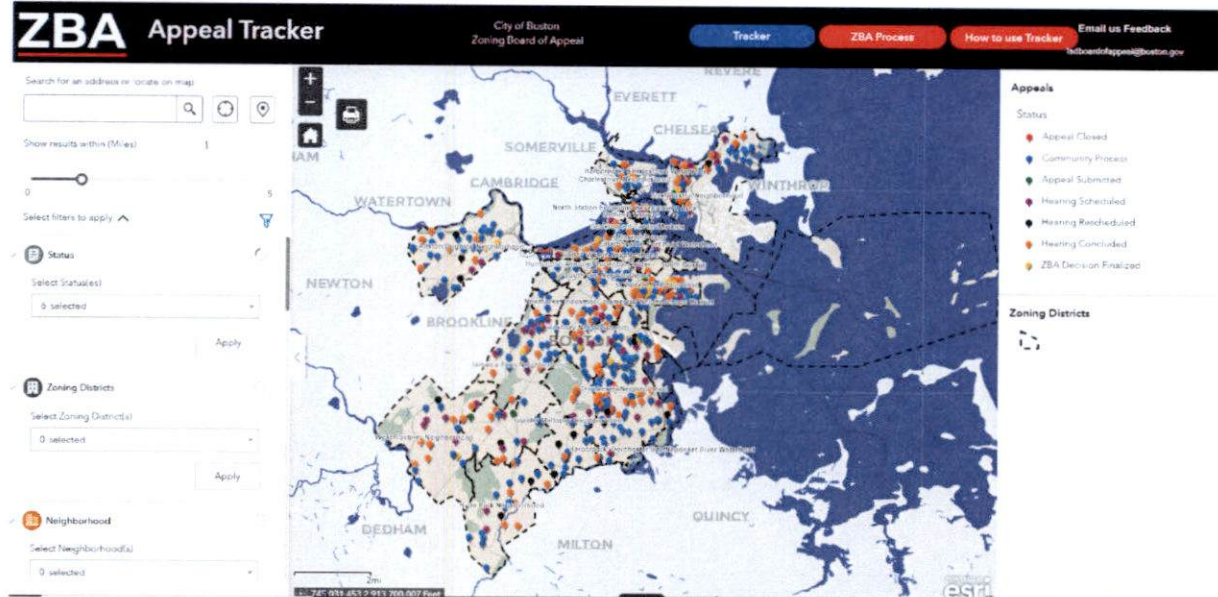 ZBA Appeal Tracker
City of Boston
Zoning Board of Appeal
Tracker
ZBA Process
How to use Tracker
Email us Feedback
isdboardofappeal@boston.gov
Search for an address or locate on map
Show results within (Miles)
1
0
5
Select filters to apply
Status
Select Status(es)
6 selected
Apply
Zoning Districts
Select Zoning District(s)
0 selected
Apply
Neighborhood
Select Neighborhood(s)
0 selected
+
−
REVERE
EVERETT
CHELSEA
SOMERVILLE
WINTHROP
CAMBRIDGE
WATERTOWN
NEWTON
BROOKLINE
BOSTON
DEDHAM
MILTON
QUINCY
2mi
esri
Appeals
Status
Appeal Closed
Community Process
Appeal Submitted
Hearing Scheduled
Hearing Rescheduled
Hearing Concluded
ZBA Decision Finalized
Zoning Districts